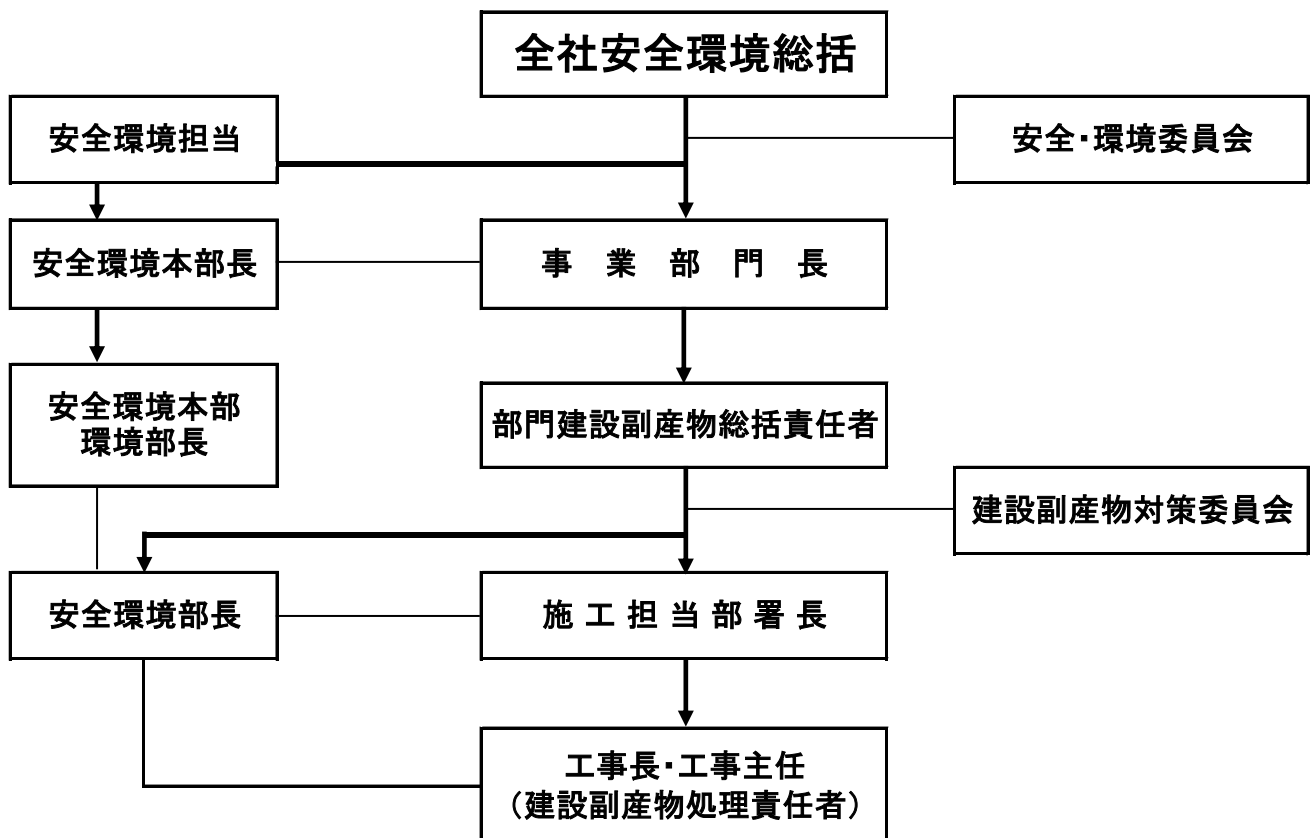 全社安全環境総括
安全環境担当
安全・環境委員会
安全環境本部長
事業部門長
安全環境本部
環境部長
部門建設副産物総括責任者
建設副産物対策委員会
安全環境部長
施工担当部署長
工事長・工事主任
（建設副産物処理責任者）